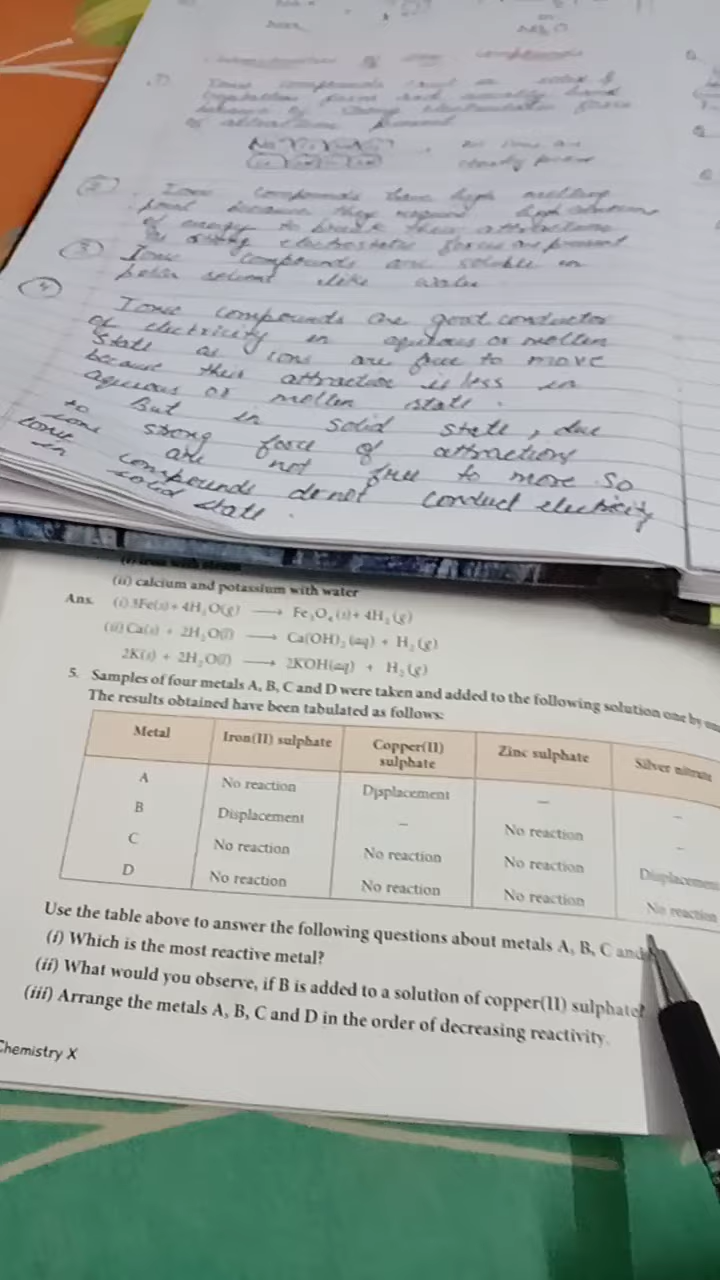 of attraction present
② Ionic compounds have high melting
point because they require high
of energy to break their attraction
as strong electrostatic forces are present
③ Ionic compounds are soluble in
polar solvent like water
④ Ionic compounds are good conductor
of electricity in aqueous or mollen
state as ions are free to move
because their attraction is less in
aqueous or mollen state.
But in solid state, due
to strong force of attraction
ions are not free to move so
ionic compounds donot conduct electricity
in solid state.
(ii) calcium and potassium with water
Ans. (i) 3Fe(s) + 4H₂O(g) ⟶ Fe₃O₄(s) + 4H₂(g)
(ii) Ca(s) + 2H₂O(l) ⟶ Ca(OH)₂(aq) + H₂(g)
2K(s) + 2H₂O(l) ⟶ 2KOH(aq) + H₂(g)
5. Samples of four metals A, B, C and D were taken and added to the following solution one by
The results obtained have been tabulated as follows:
Metal Iron(II) sulphate Copper(II) sulphate Zinc sulphate Silver nitrate
A No reaction Displacement – –
B Displacement – No reaction –
C No reaction No reaction No reaction Displacement
D No reaction No reaction No reaction No reaction
Use the table above to answer the following questions about metals A, B, C and
(i) Which is the most reactive metal?
(ii) What would you observe, if B is added to a solution of copper(II) sulphate?
(iii) Arrange the metals A, B, C and D in the order of decreasing reactivity.
Chemistry X